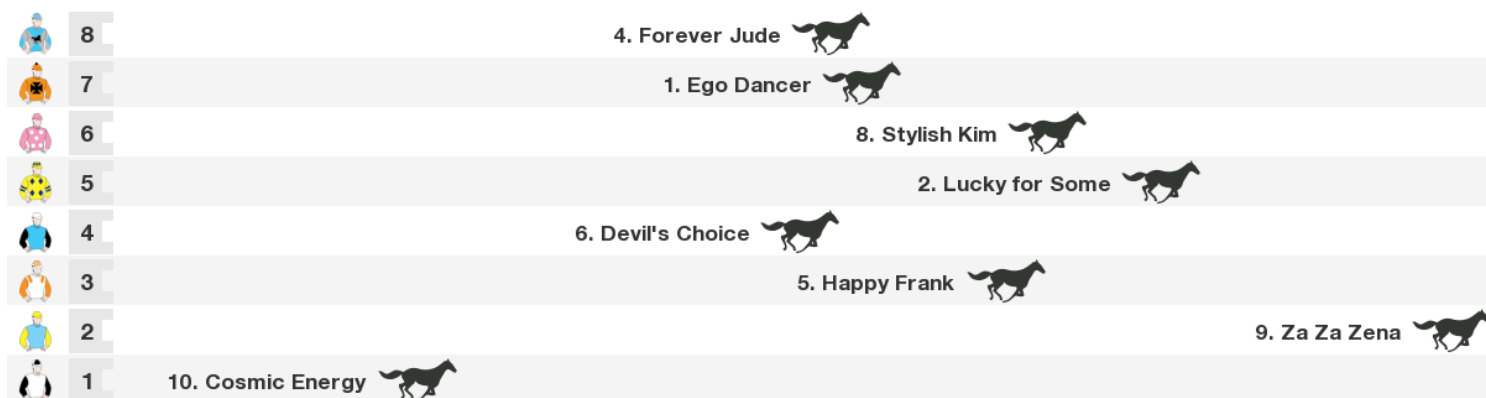 8 4. Forever Jude
7 1. Ego Dancer
6 8. Stylish Kim
5 2. Lucky for Some
4 6. Devil's Choice
3 5. Happy Frank
2 9. Za Za Zena
1 10. Cosmic Energy